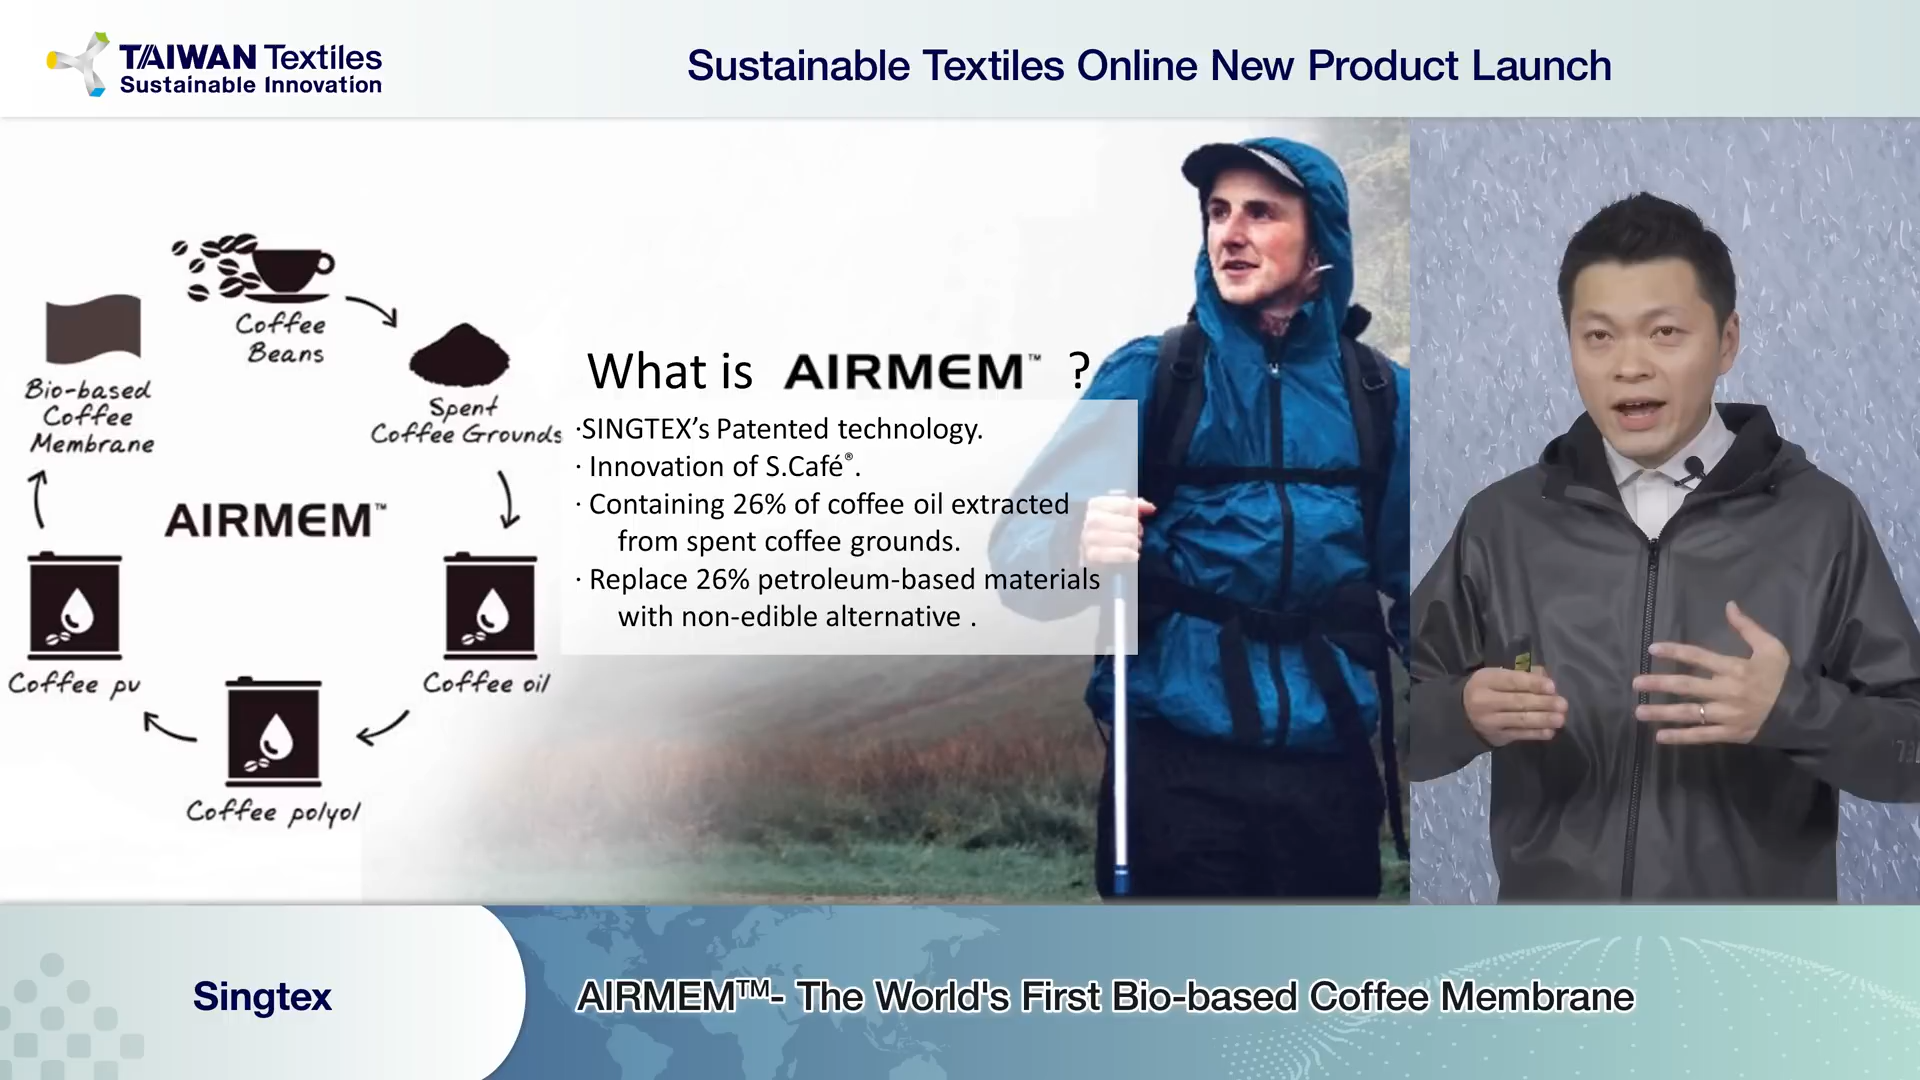 TAIWAN Textiles
Sustainable Innovation
Sustainable Textiles Online New Product Launch
Coffee
Beans
Spent
Coffee Grounds
Coffee oil
Coffee polyol
Coffee pu
Bio-based
Coffee
Membrane
AIRMEM™
What is AIRMEM™ ?
·SINGTEX’s Patented technology.
· Innovation of S.Café®.
· Containing 26% of coffee oil extracted
from spent coffee grounds.
· Replace 26% petroleum-based materials
with non-edible alternative .
Singtex
AIRMEM™- The World's First Bio-based Coffee Membrane